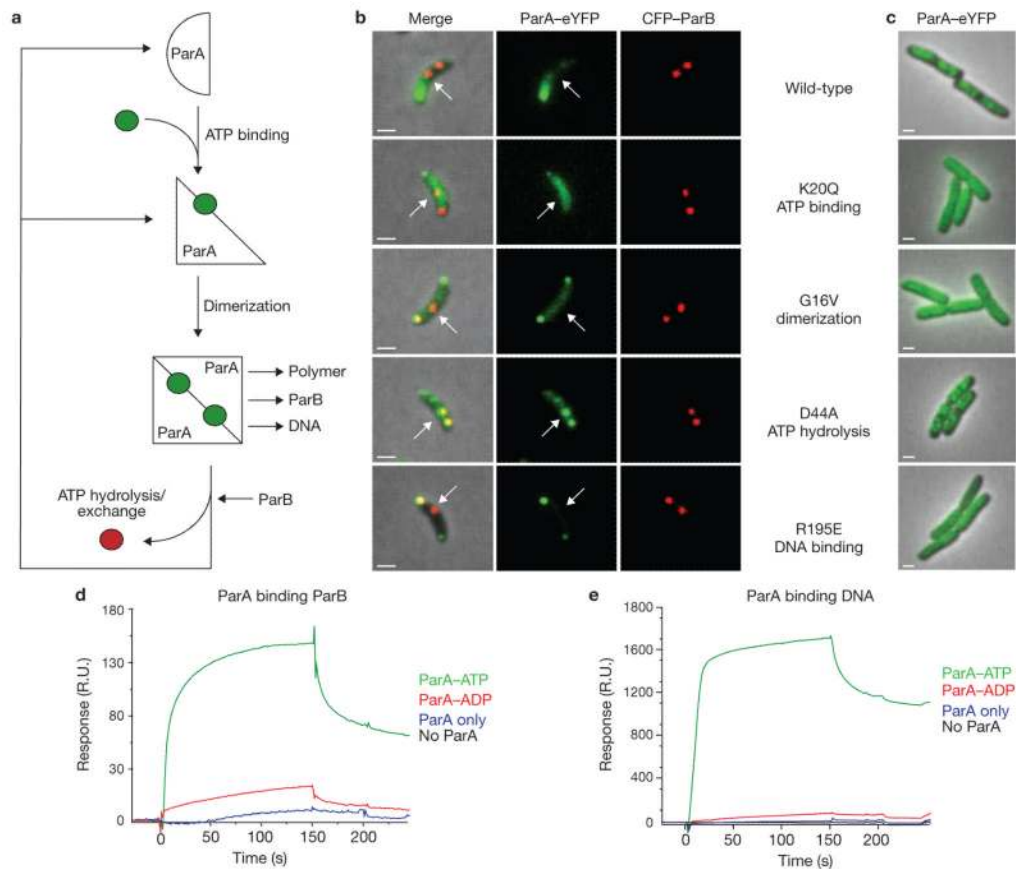 a
ParA
ATP binding
ParA
Dimerization
ParA
ParA
Polymer
ParB
DNA
ATP hydrolysis/
exchange
ParB
b
Merge
ParA–eYFP
CFP–ParB
Wild-type
K20Q
ATP binding
G16V
dimerization
D44A
ATP hydrolysis
R195E
DNA binding
c
ParA–eYFP
d
ParA binding ParB
Response (R.U.)
180
130
80
30
0
0
50
100
150
200
Time (s)
ParA–ATP
ParA–ADP
ParA only
No ParA
e
ParA binding DNA
Response (R.U.)
1800
1600
1200
800
400
0
0
50
100
150
200
Time (s)
ParA–ATP
ParA–ADP
ParA only
No ParA